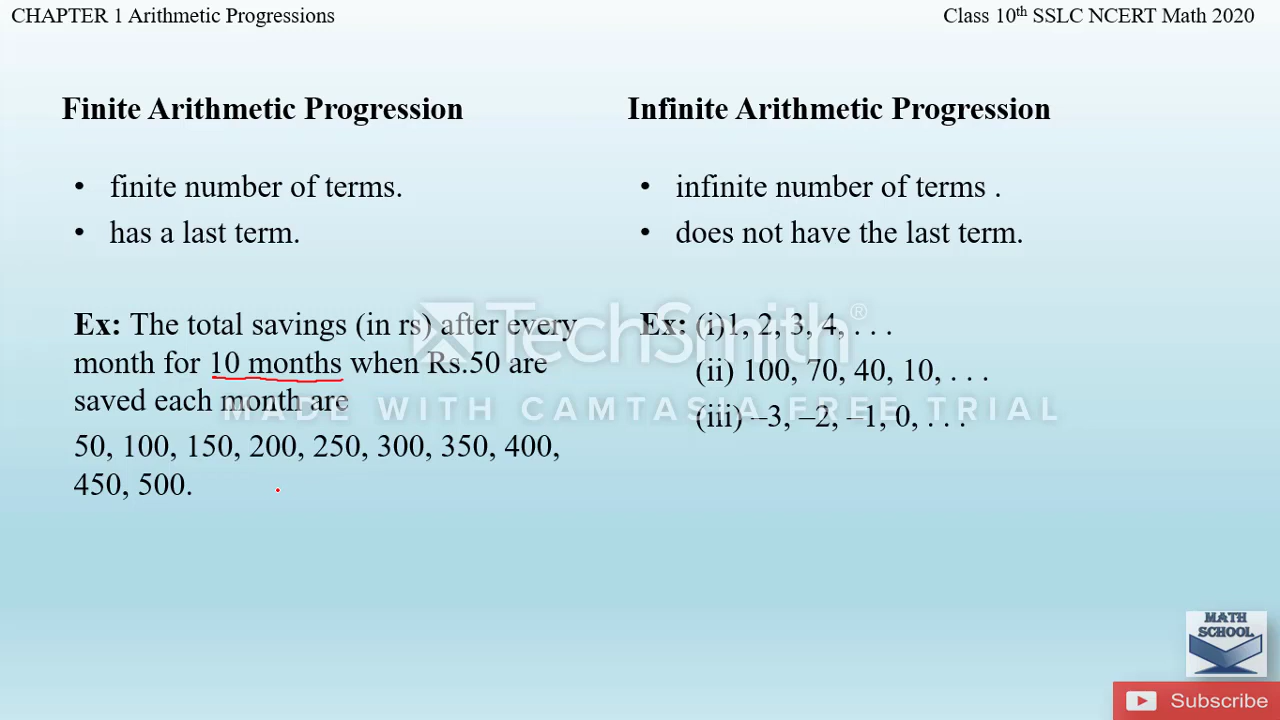 CHAPTER 1 Arithmetic Progressions
Class 10th SSLC NCERT Math 2020
Finite Arithmetic Progression
• finite number of terms.
• has a last term.
Ex: The total savings (in rs) after every
month for 10 months when Rs.50 are
saved each month are
50, 100, 150, 200, 250, 300, 350, 400,
450, 500.
Infinite Arithmetic Progression
• infinite number of terms .
• does not have the last term.
Ex: (i)1, 2, 3, 4, . . .
(ii) 100, 70, 40, 10, . . .
(iii) –3, –2, –1, 0, . . .
TechSmith®
MADE WITH CAMTASIA FREE TRIAL
MATH
SCHOOL
Subscribe